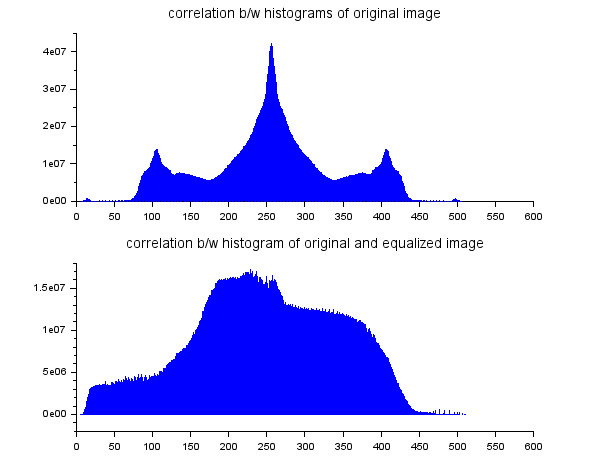 correlation b/w histograms of original image
4e07
3e07
2e07
1e07
0e00
0 50 100 150 200 250 300 350 400 450 500 600
correlation b/w histogram of original and equalized image
1.5e07
1e07
5e06
0e00
0 50 100 150 200 250 300 350 400 450 500 600